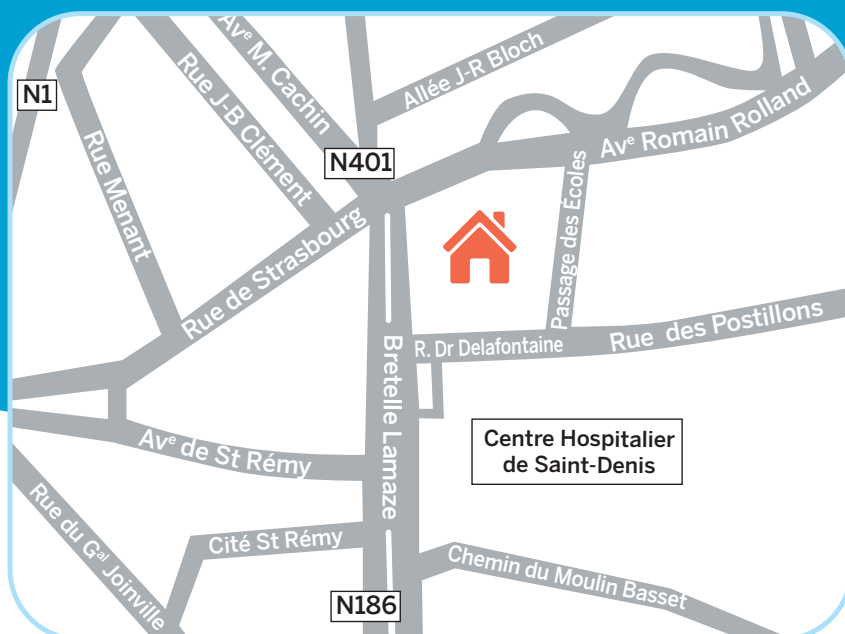 Avᵉ M. Cachin
Rue J-B Clément
Allée J-R Bloch
N1
Rue Menant
N401
Avᵉ Romain Rolland
Rue de Strasbourg
Passage des Écoles
R. Dr Delafontaine
Rue des Postillons
Bretelle Lamaze
Avᵉ de St Rémy
Centre Hospitalier
de Saint-Denis
Rue du Gᵃˡ Joinville
Cité St Rémy
Chemin du Moulin Basset
N186